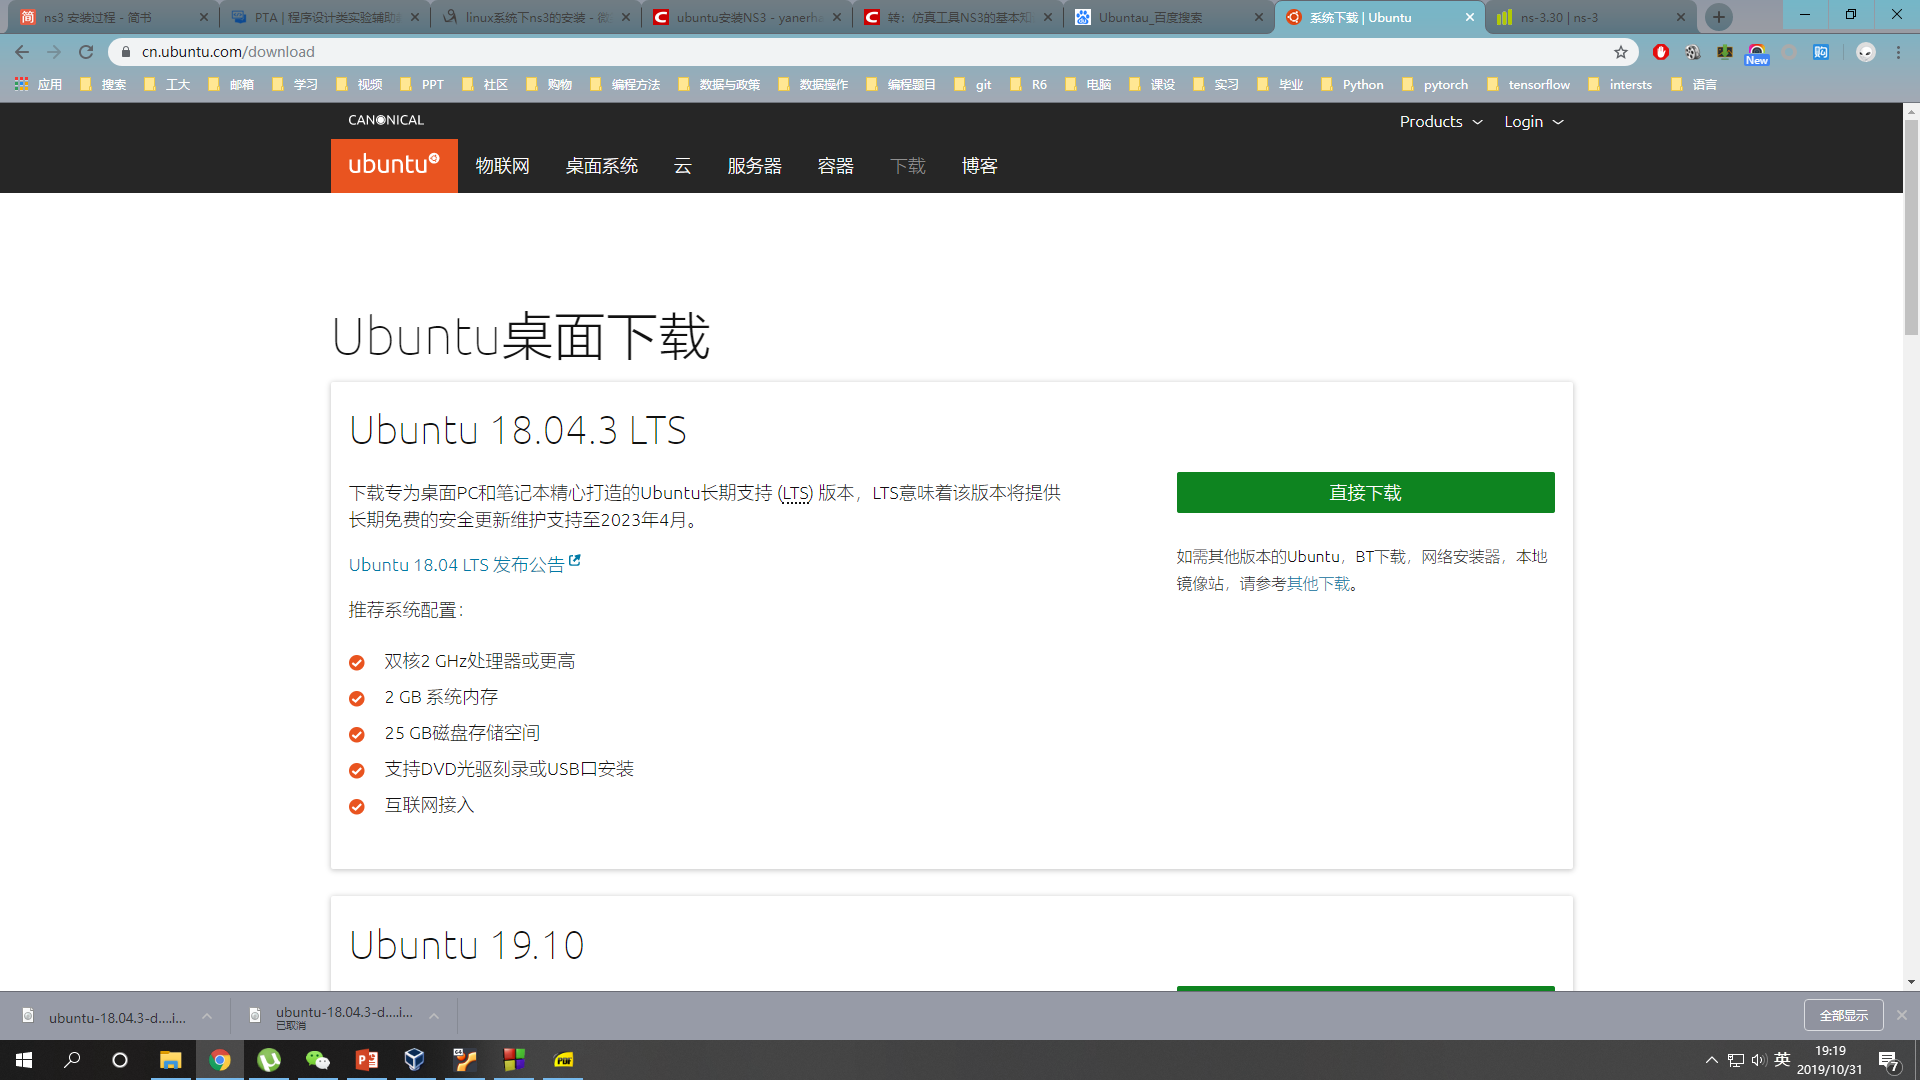 ns3 安装过程 - 简书
PTA | 程序设计类实验辅助
linux系统下ns3的安装 - 微
ubuntu安装NS3 - yanerha
转：仿真工具NS3的基本知
Ubuntau_百度搜索
系统下载 | Ubuntu
ns-3.30 | ns-3
cn.ubuntu.com/download
New
购
应用 搜索 工大 邮箱 学习 视频 PPT 社区 购物 编程方法 数据与政策 数据操作 编程题目 git R6 电脑 课设 实习 毕业 Python pytorch tensorflow intersts 语言
CANONICAL
Products Login
ubuntu 物联网 桌面系统 云 服务器 容器 下载 博客
Ubuntu桌面下载
Ubuntu 18.04.3 LTS
下载专为桌面PC和笔记本精心打造的Ubuntu长期支持 (LTS) 版本，LTS意味着该版本将提供
长期免费的安全更新维护支持至2023年4月。
Ubuntu 18.04 LTS 发布公告
推荐系统配置：
双核2 GHz处理器或更高
2 GB 系统内存
25 GB磁盘存储空间
支持DVD光驱刻录或USB口安装
互联网接入
直接下载
如需其他版本的Ubuntu，BT下载，网络安装器，本地
镜像站，请参考其他下载。
Ubuntu 19.10
ubuntu-18.04.3-d....i...
ubuntu-18.04.3-d....i...
已取消
全部显示
英
19:19
2019/10/31
7